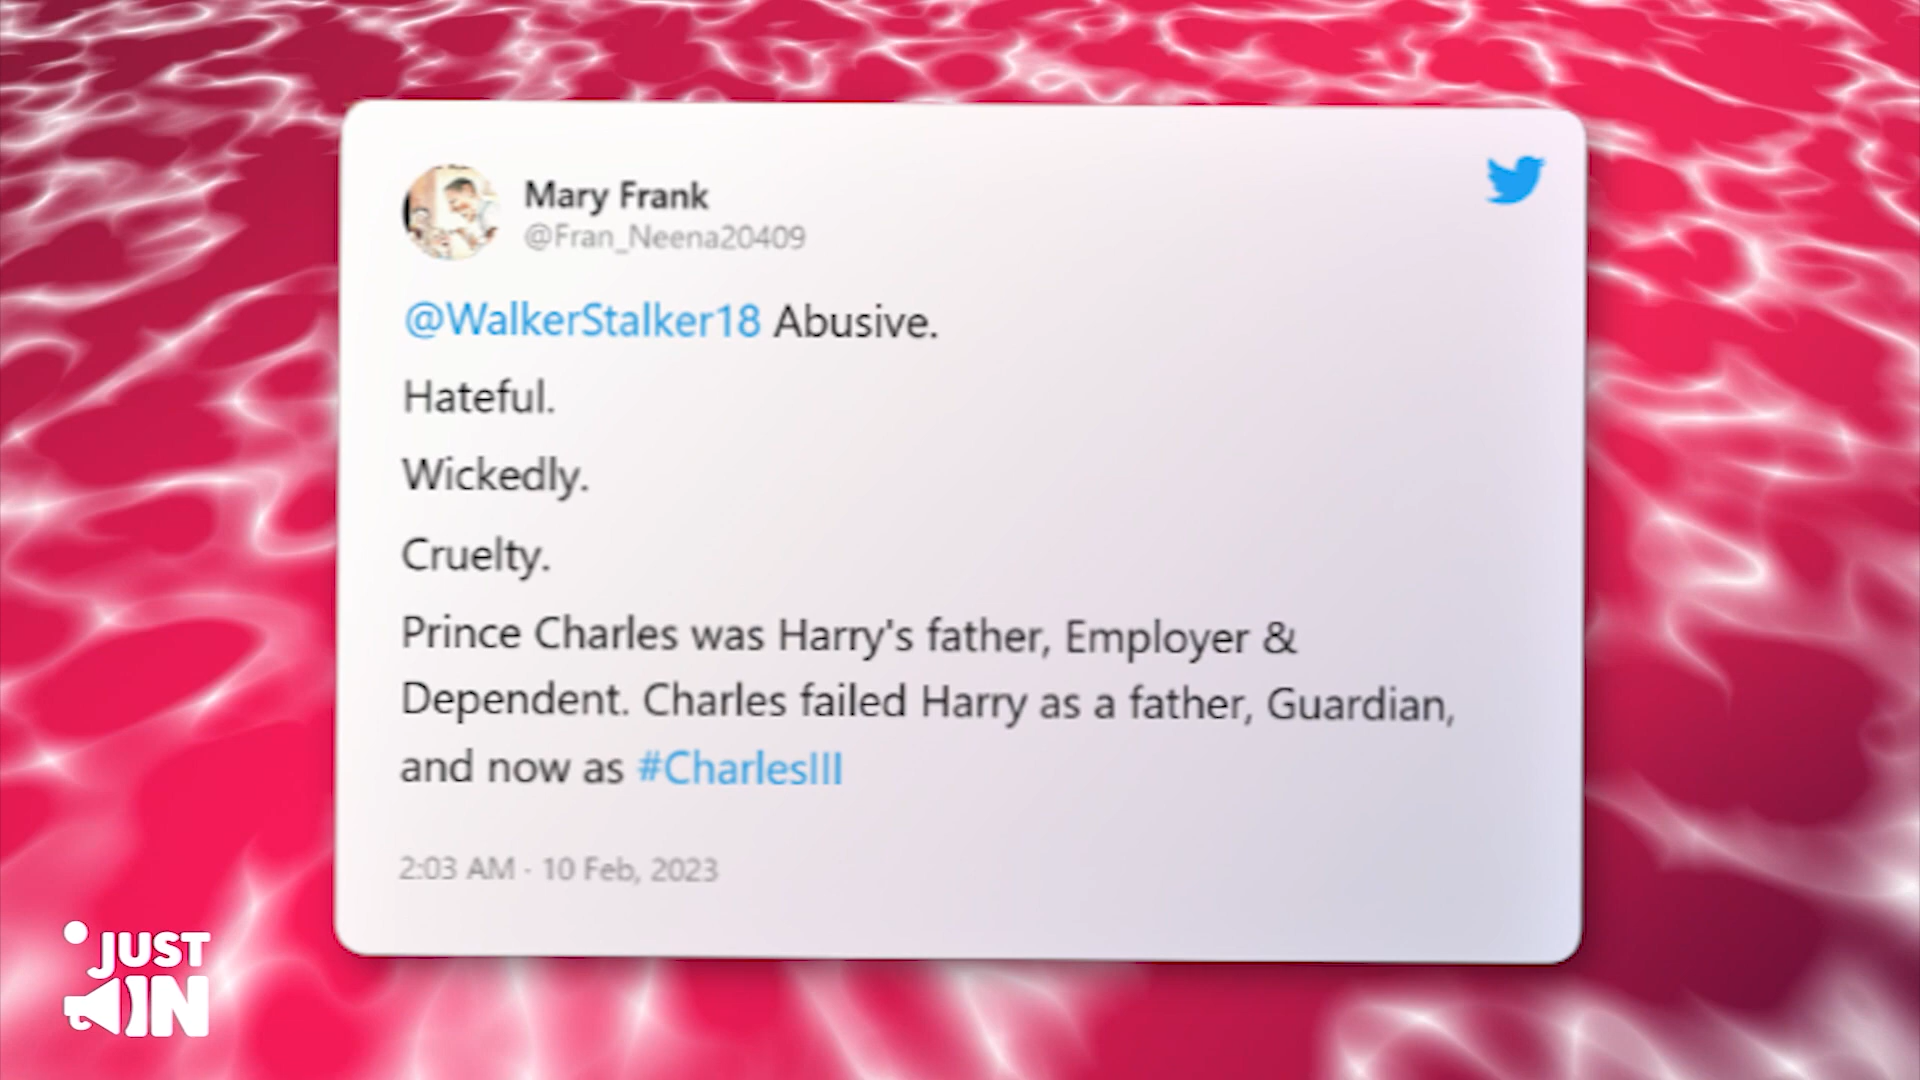 Mary Frank
@Fran_Neena20409
@WalkerStalker18 Abusive.
Hateful.
Wickedly.
Cruelty.
Prince Charles was Harry's father, Employer &
Dependent. Charles failed Harry as a father, Guardian,
and now as #CharlesIII
2:03 AM · 10 Feb, 2023
JUST
IN